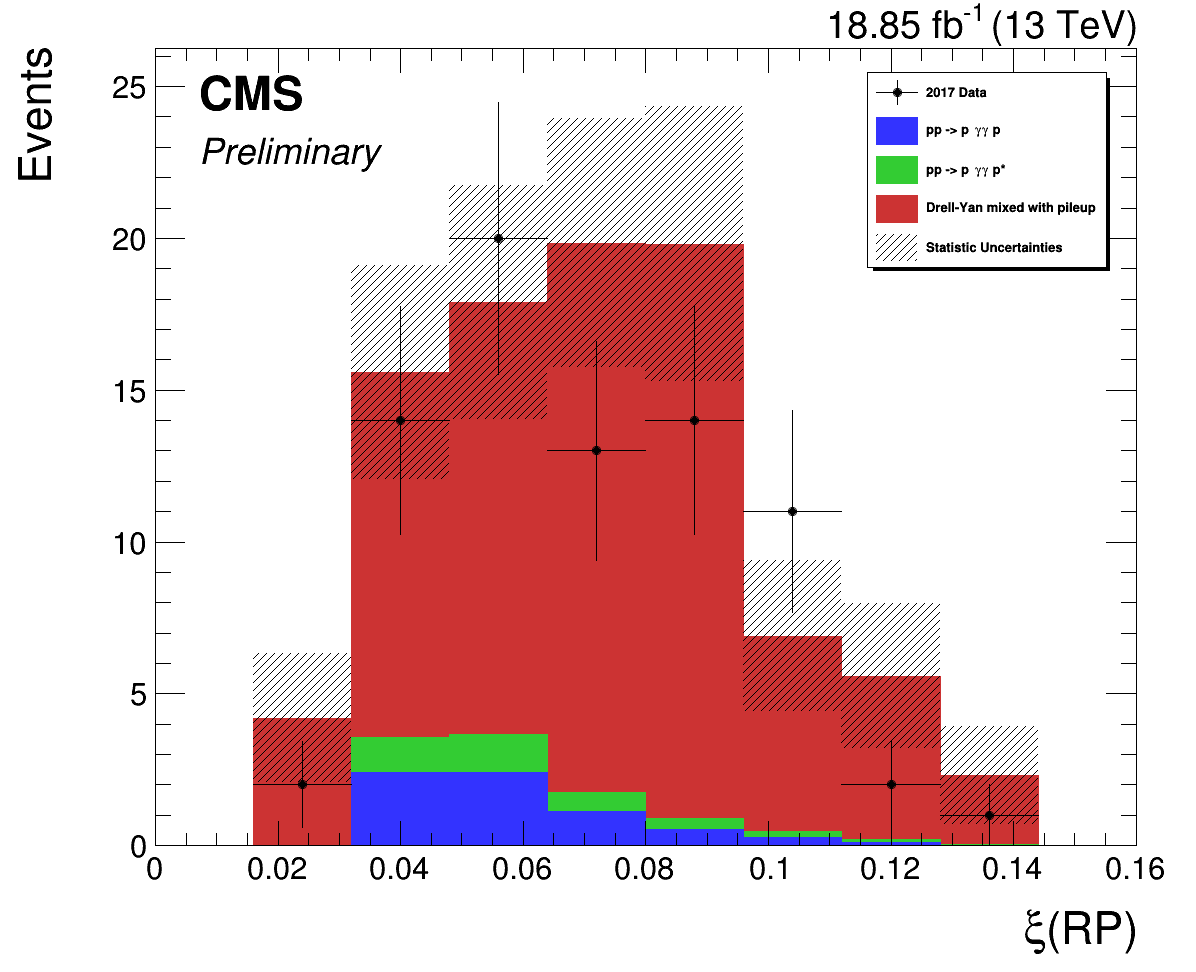 18.85 fb⁻¹ (13 TeV)
Events
CMS
Preliminary
2017 Data
pp -> p γγ p
pp -> p γγ p*
Drell-Yan mixed with pileup
Statistic Uncertainties
25
20
15
10
5
0
0 0.02 0.04 0.06 0.08 0.1 0.12 0.14 0.16
ξ(RP)